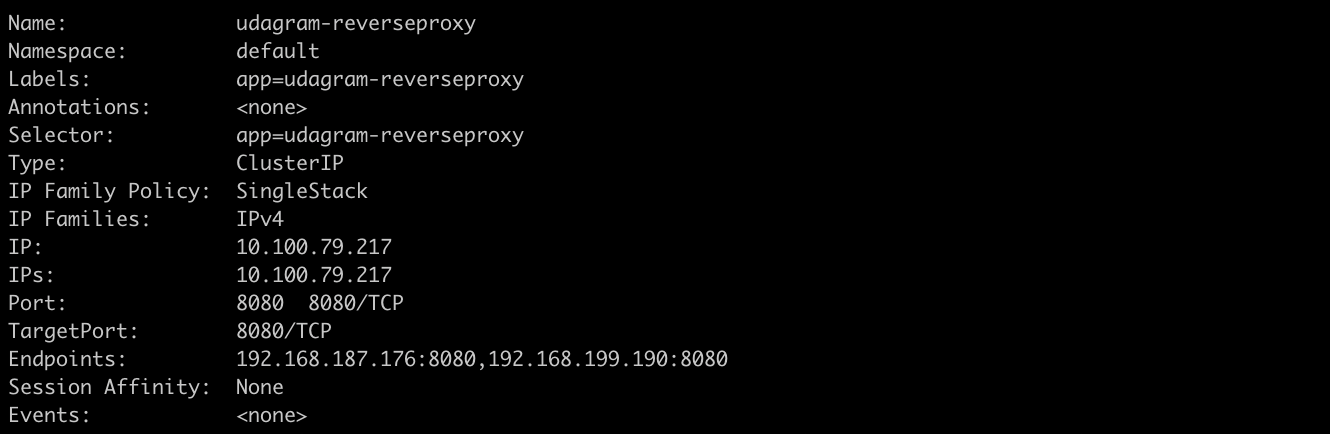 Name:              udagram-reverseproxy
Namespace:         default
Labels:            app=udagram-reverseproxy
Annotations:       <none>
Selector:          app=udagram-reverseproxy
Type:              ClusterIP
IP Family Policy:  SingleStack
IP Families:       IPv4
IP:                10.100.79.217
IPs:               10.100.79.217
Port:              8080  8080/TCP
TargetPort:        8080/TCP
Endpoints:         192.168.187.176:8080,192.168.199.190:8080
Session Affinity:  None
Events:            <none>